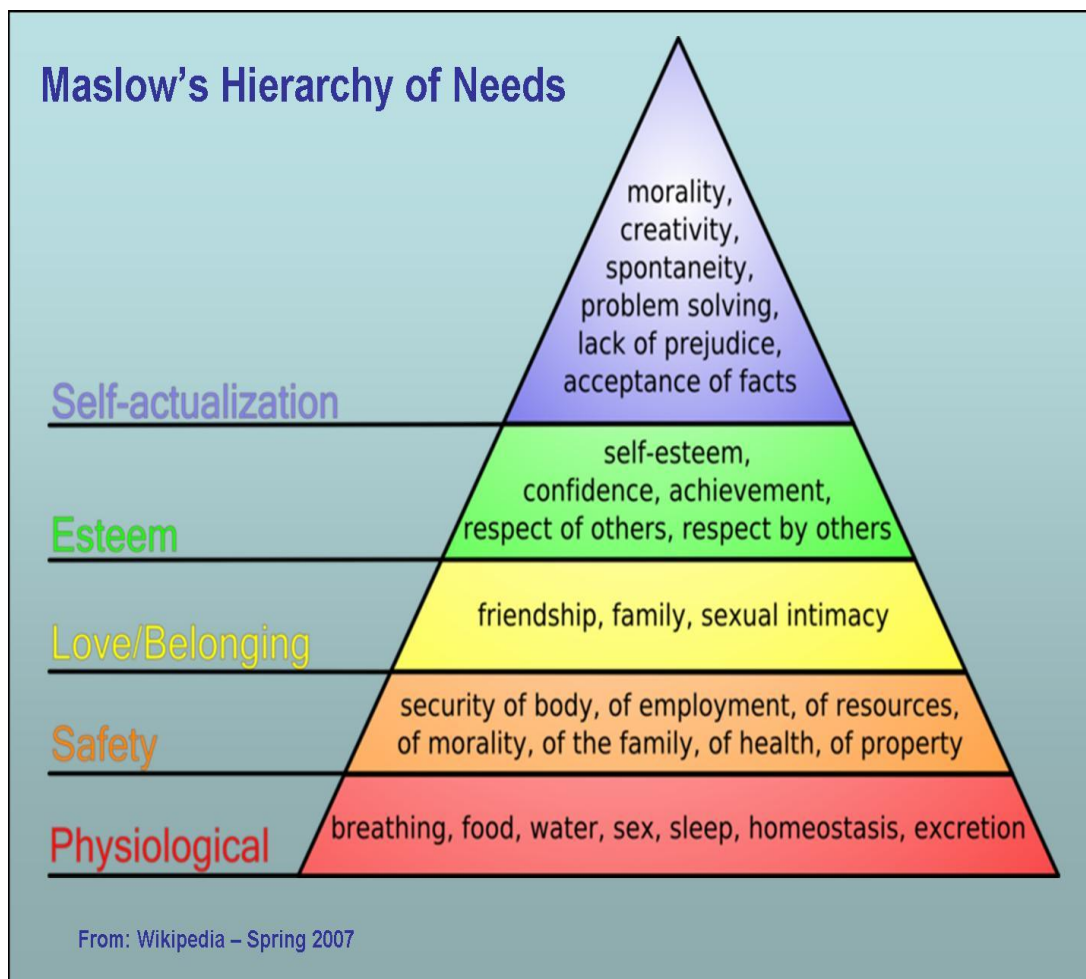 Maslow's Hierarchy of Needs
morality,
creativity,
spontaneity,
problem solving,
lack of prejudice,
acceptance of facts
Self-actualization
self-esteem,
confidence, achievement,
respect of others, respect by others
Esteem
friendship, family, sexual intimacy
Love/Belonging
security of body, of employment, of resources,
of morality, of the family, of health, of property
Safety
breathing, food, water, sex, sleep, homeostasis, excretion
Physiological
From: Wikipedia – Spring 2007